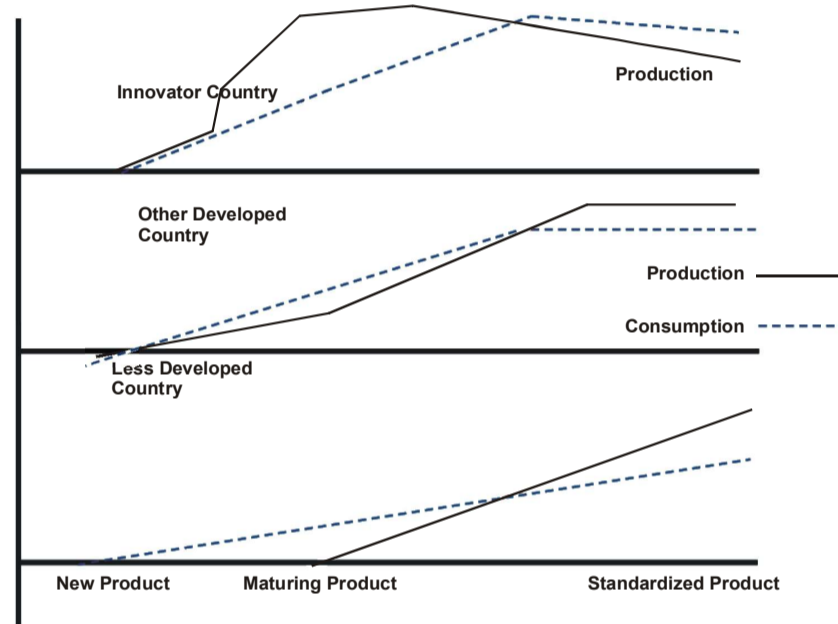 Innovator Country
Production
Other Developed
Country
Production
Consumption
Less Developed
Country
New Product
Maturing Product
Standardized Product